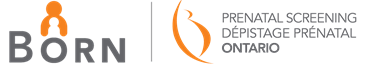 BORN
PRENATAL SCREENING
DÉPISTAGE PRÉNATAL
ONTARIO